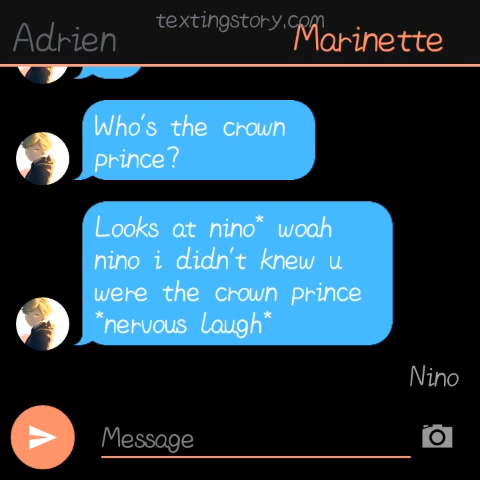 textingstory.com
Adrien
Marinette
Who's the crown
prince?
Looks at nino* woah
nino i didn't knew u
were the crown prince
*nervous laugh*
Nino
Message